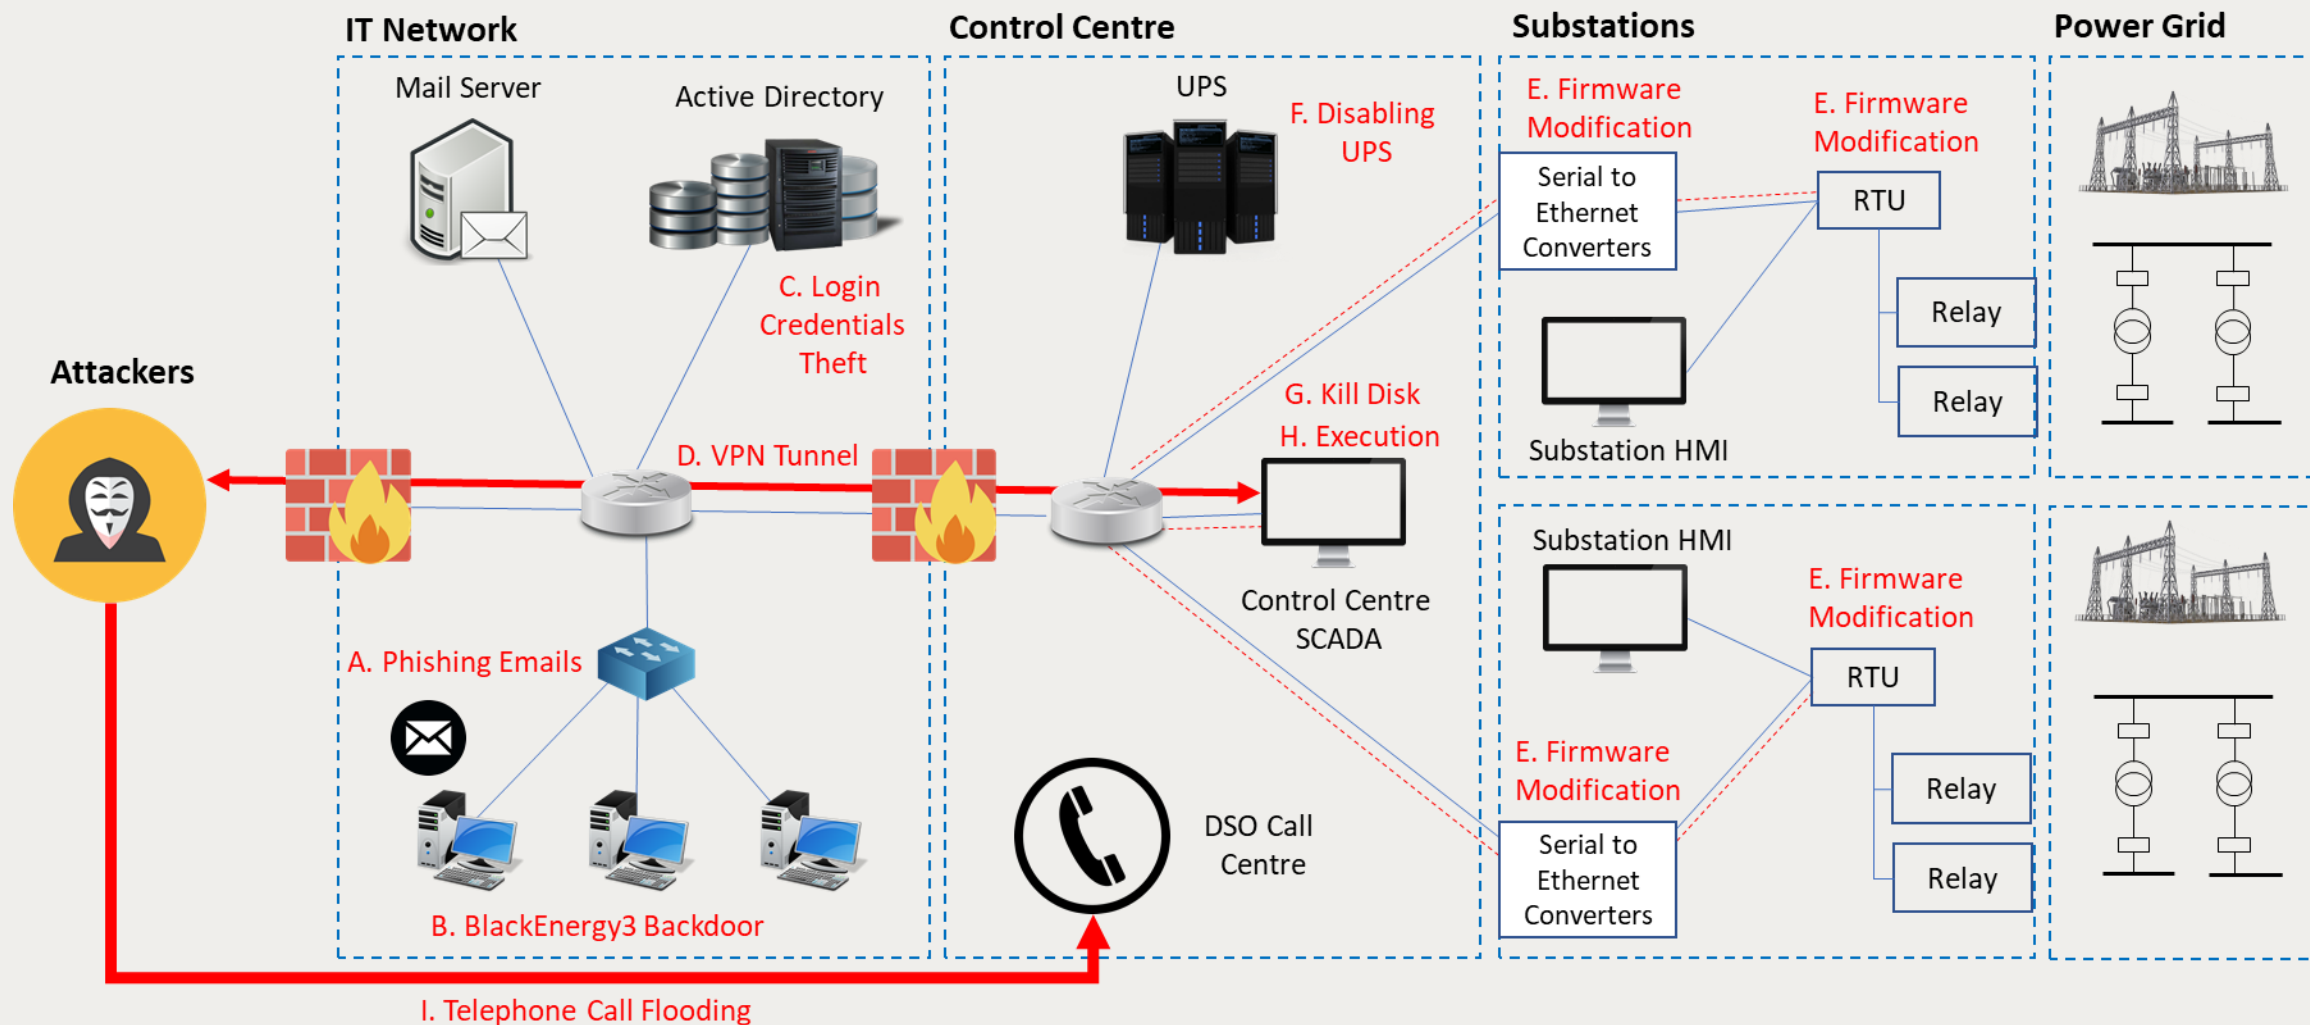 IT Network
Control Centre
Substations
Power Grid
Mail Server
Active Directory
C. Login
Credentials
Theft
Attackers
D. VPN Tunnel
A. Phishing Emails
B. BlackEnergy3 Backdoor
I. Telephone Call Flooding
UPS
F. Disabling
UPS
G. Kill Disk
H. Execution
Control Centre
SCADA
DSO Call
Centre
E. Firmware
Modification
Serial to
Ethernet
Converters
E. Firmware
Modification
RTU
Relay
Relay
Substation HMI
Substation HMI
E. Firmware
Modification
RTU
E. Firmware
Modification
Serial to
Ethernet
Converters
Relay
Relay